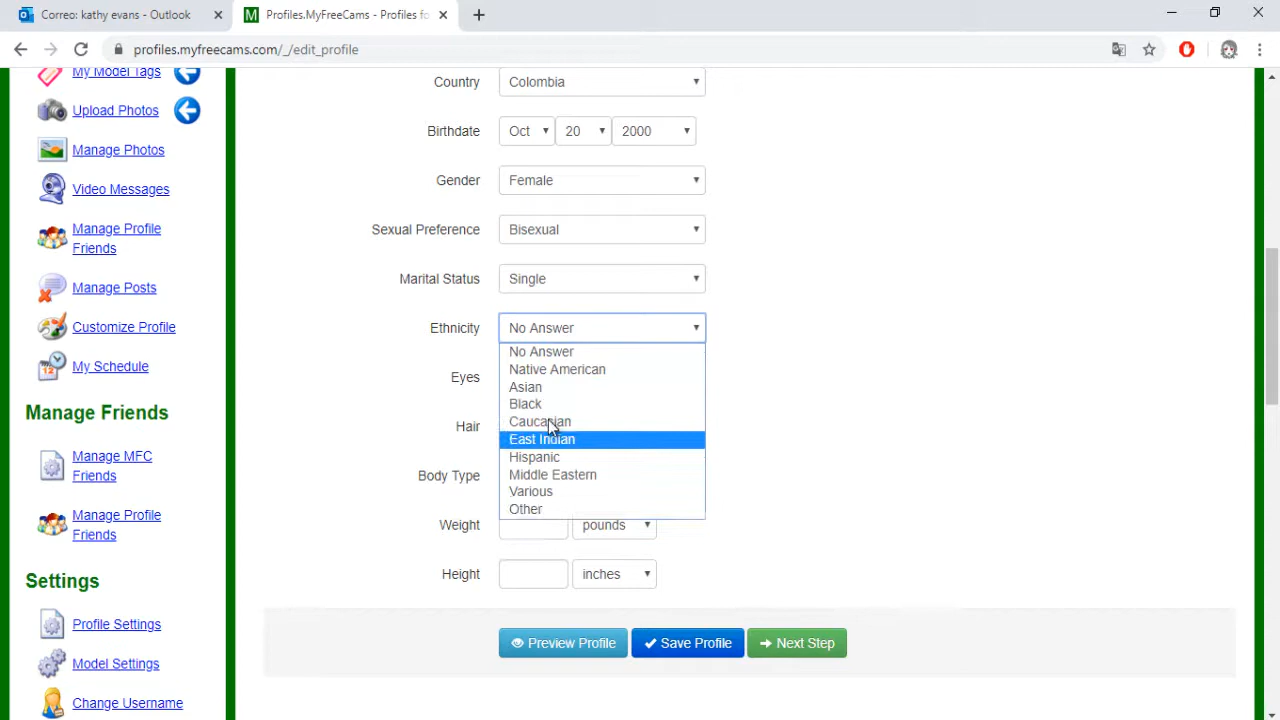 Correo: kathy evans - Outlook
Profiles.MyFreeCams - Profiles fo
profiles.myfreecams.com/_/edit_profile
My Model Tags
Upload Photos
Manage Photos
Video Messages
Manage Profile
Friends
Manage Posts
Customize Profile
My Schedule
Manage Friends
Manage MFC
Friends
Manage Profile
Friends
Settings
Profile Settings
Model Settings
Change Username
Country Colombia
Birthdate Oct 20 2000
Gender Female
Sexual Preference Bisexual
Marital Status Single
Ethnicity No Answer
No Answer
Native American
Asian
Black
Caucasian
East Indian
Hispanic
Middle Eastern
Various
Other
Eyes
Hair
Body Type
Weight pounds
Height inches
Preview Profile Save Profile Next Step